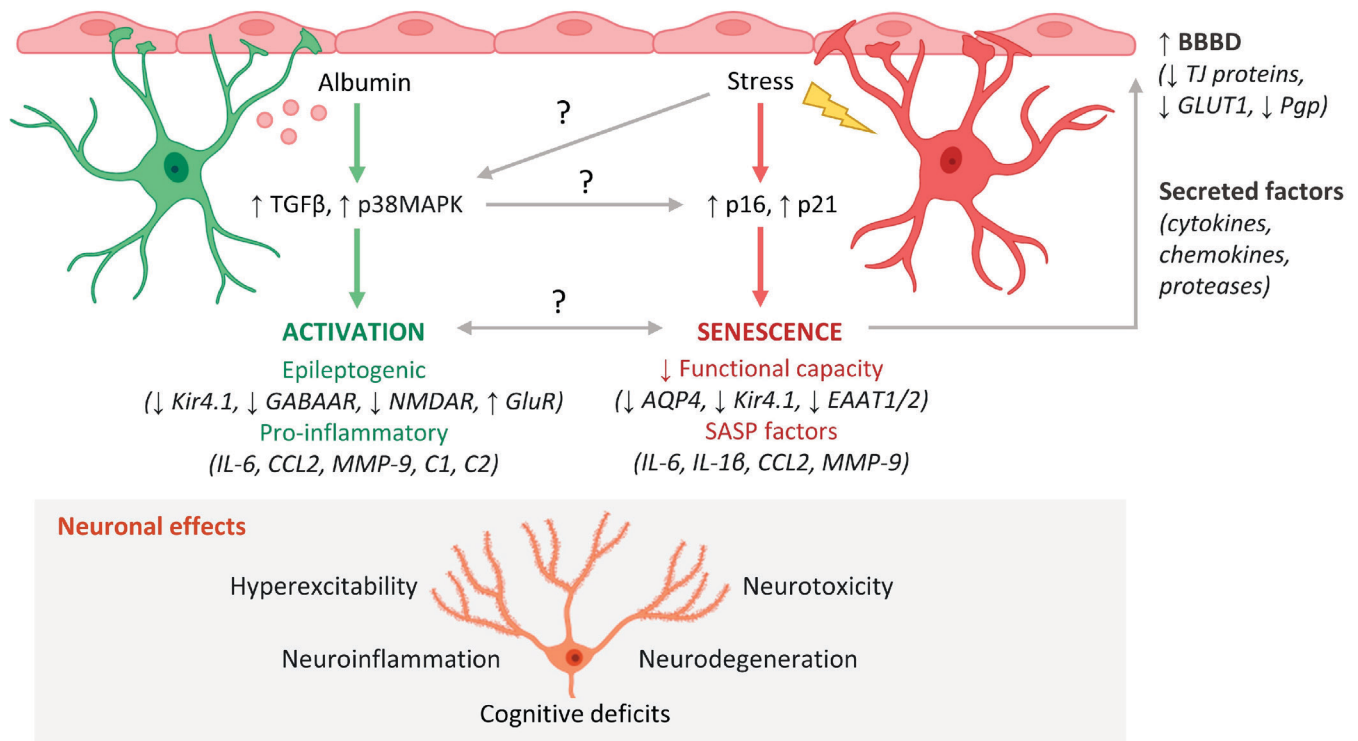 Albumin
Stress
↑ BBBD
(↓ TJ proteins,
↓ GLUT1, ↓ Pgp)
?
?
↑ TGFβ, ↑ p38MAPK
↑ p16, ↑ p21
Secreted factors
(cytokines,
chemokines,
proteases)
?
ACTIVATION
SENESCENCE
Epileptogenic
↓ Functional capacity
(↓ Kir4.1, ↓ GABAAR, ↓ NMDAR, ↑ GluR)
(↓ AQP4, ↓ Kir4.1, ↓ EAAT1/2)
Pro-inflammatory
SASP factors
(IL-6, CCL2, MMP-9, C1, C2)
(IL-6, IL-1β, CCL2, MMP-9)
Neuronal effects
Hyperexcitability
Neurotoxicity
Neuroinflammation
Neurodegeneration
Cognitive deficits